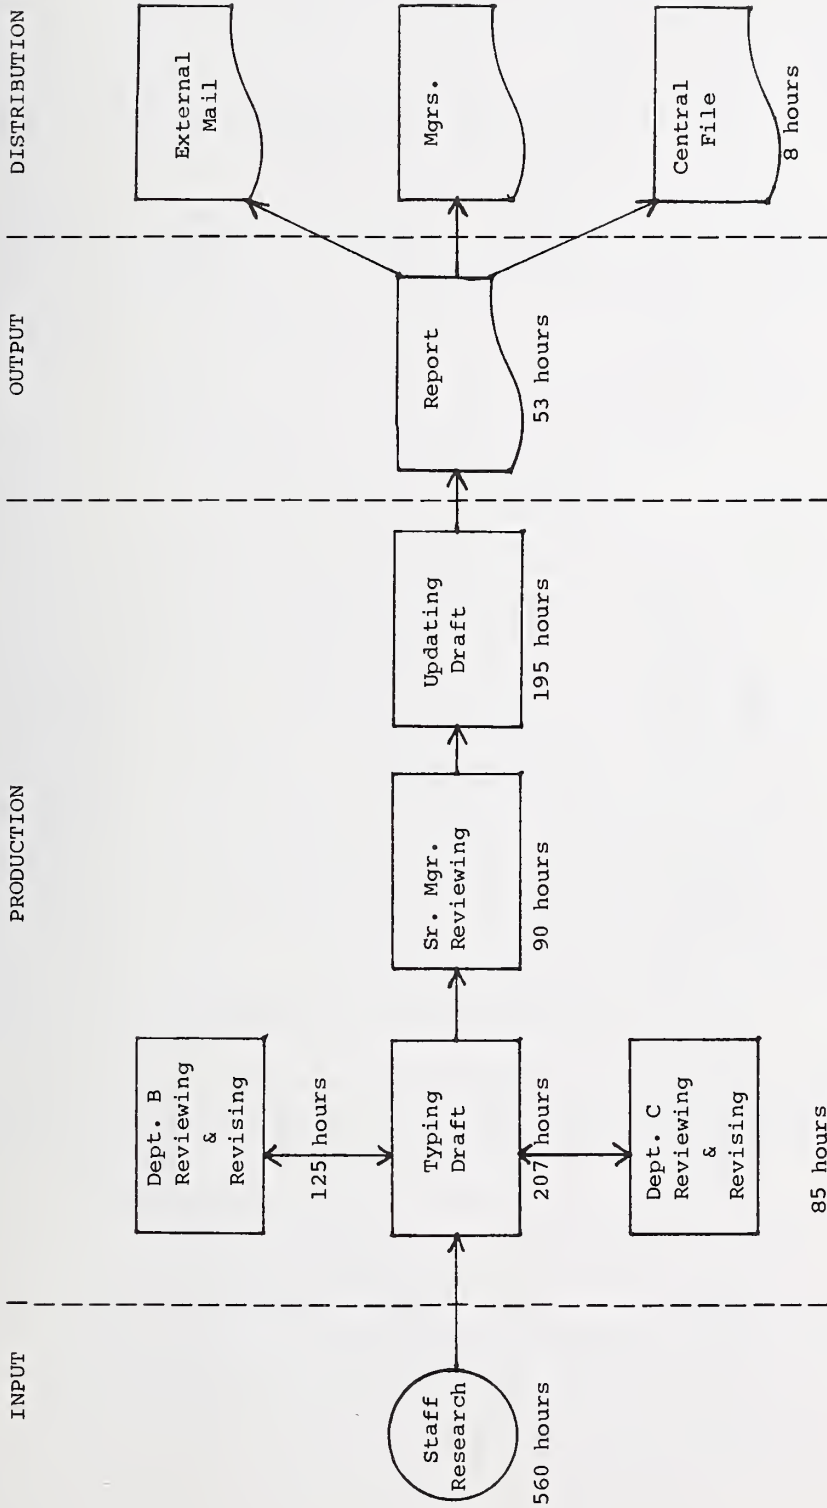 INPUT
PRODUCTION
OUTPUT
DISTRIBUTION
Staff
Research
560 hours
Dept. B
Reviewing
&
Revising
125 hours
Typing
Draft
207 hours
Dept. C
Reviewing
&
Revising
85 hours
Sr. Mgr.
Reviewing
90 hours
Updating
Draft
195 hours
Report
53 hours
External
Mail
Mgrs.
Central
File
8 hours